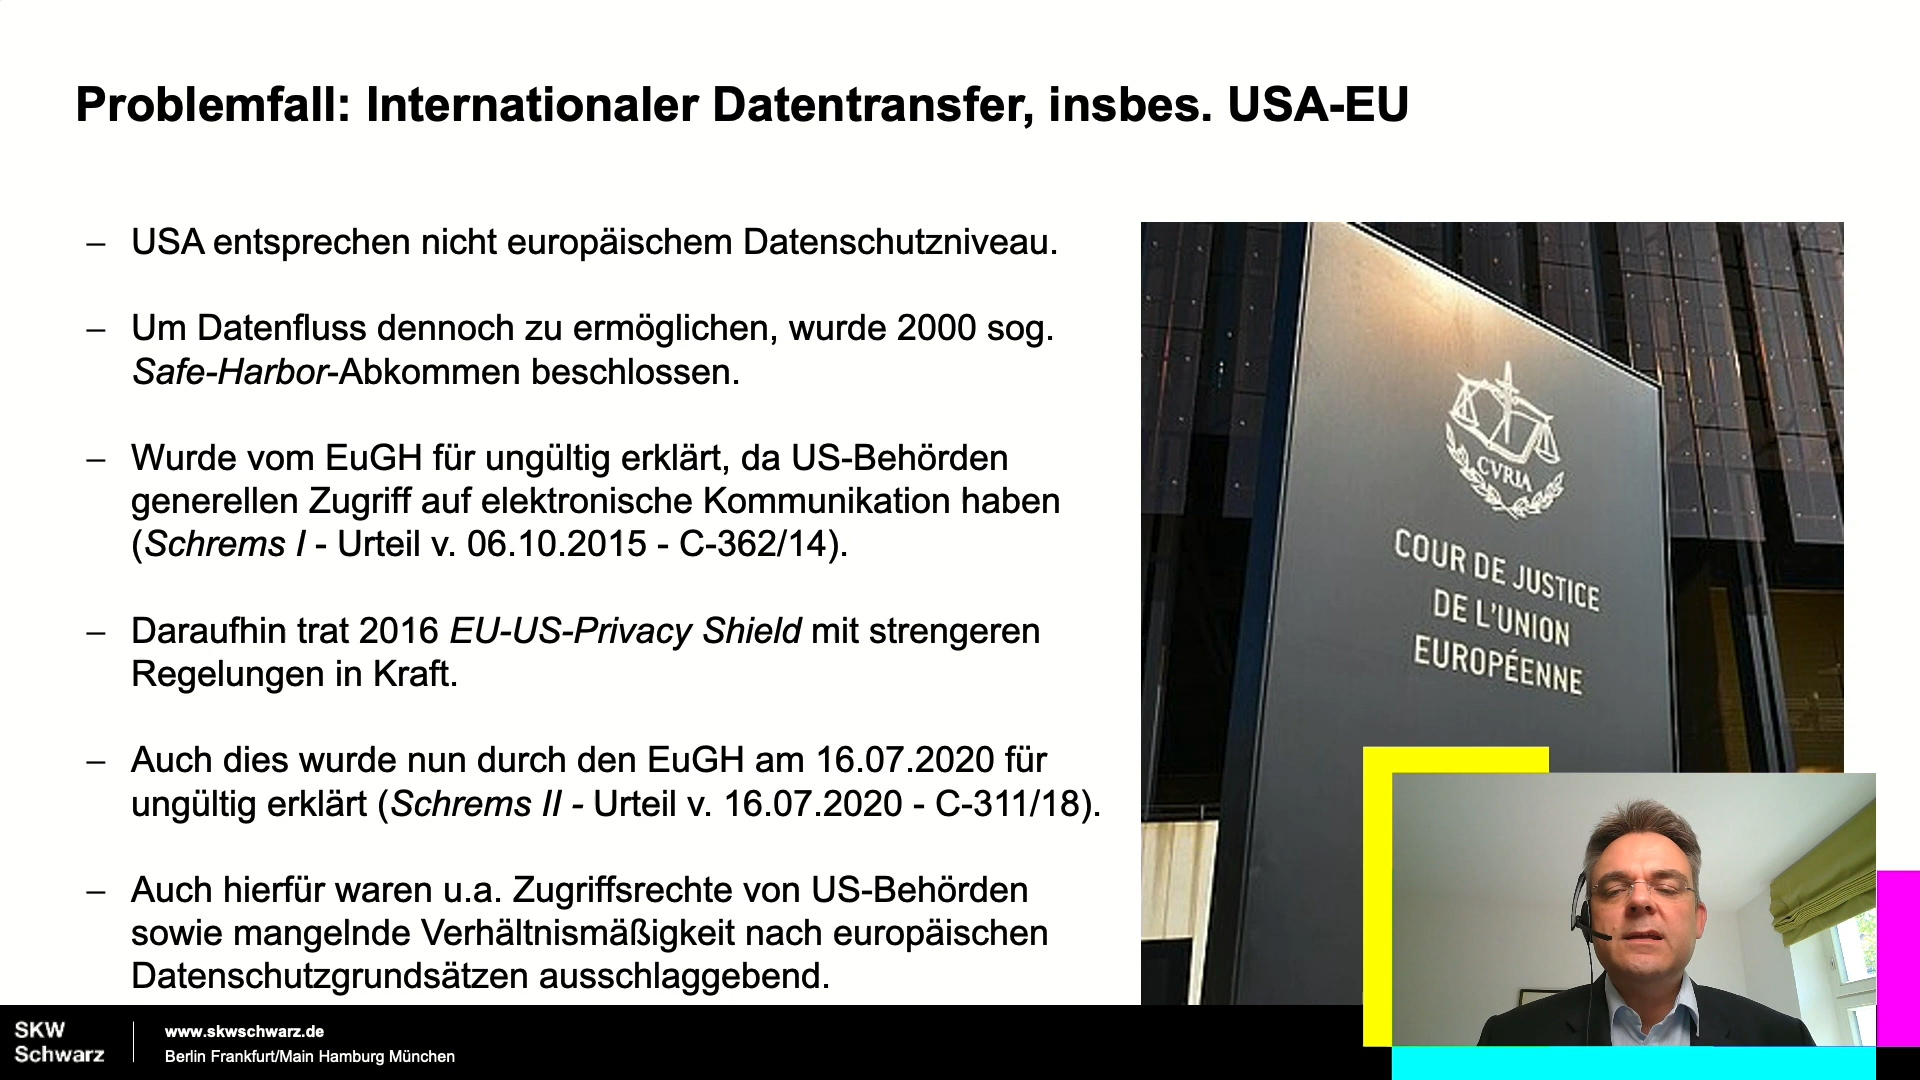 Problemfall: Internationaler Datentransfer, insbes. USA-EU
– USA entsprechen nicht europäischem Datenschutzniveau.
– Um Datenfluss dennoch zu ermöglichen, wurde 2000 sog.
Safe-Harbor-Abkommen beschlossen.
– Wurde vom EuGH für ungültig erklärt, da US-Behörden
generellen Zugriff auf elektronische Kommunikation haben
(Schrems I - Urteil v. 06.10.2015 - C-362/14).
– Daraufhin trat 2016 EU-US-Privacy Shield mit strengeren
Regelungen in Kraft.
– Auch dies wurde nun durch den EuGH am 16.07.2020 für
ungültig erklärt (Schrems II - Urteil v. 16.07.2020 - C-311/18).
– Auch hierfür waren u.a. Zugriffsrechte von US-Behörden
sowie mangelnde Verhältnismäßigkeit nach europäischen
Datenschutzgrundsätzen ausschlaggebend.
CVRIA
COUR DE JUSTICE
DE L'UNION
EUROPÉENNE
SKW
Schwarz
www.skwschwarz.de
Berlin Frankfurt/Main Hamburg München